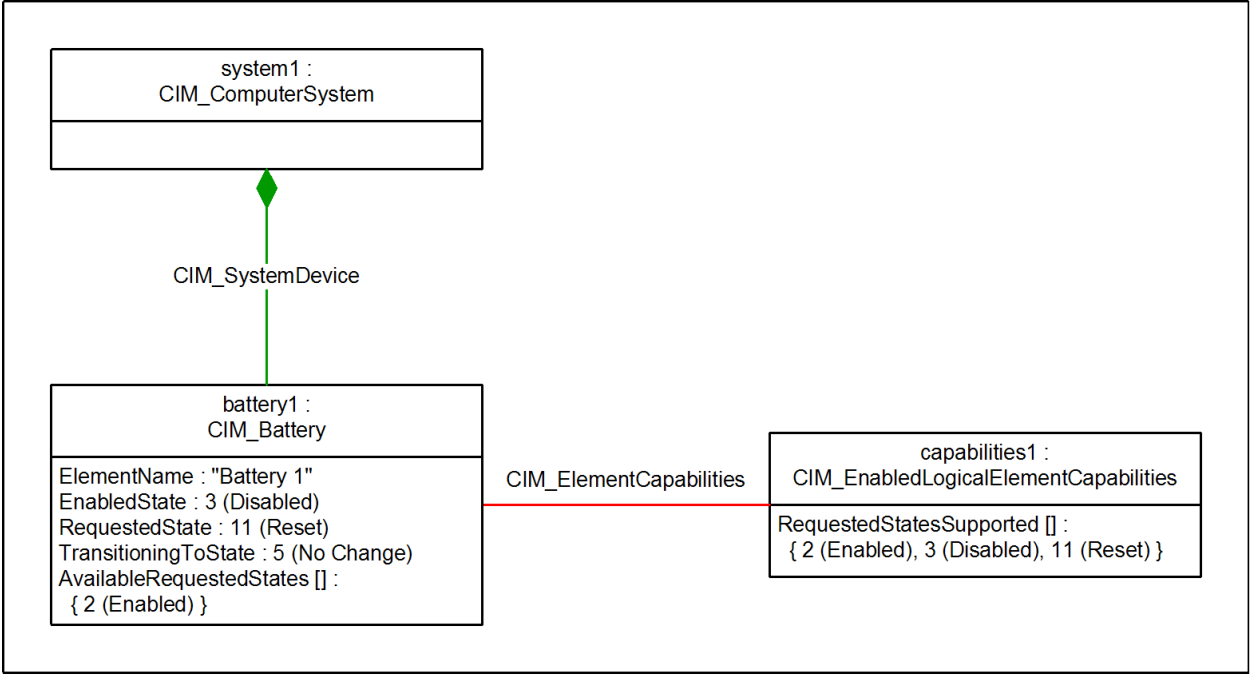 system1 :
CIM_ComputerSystem
CIM_SystemDevice
battery1 :
CIM_Battery
ElementName : "Battery 1"
EnabledState : 3 (Disabled)
RequestedState : 11 (Reset)
TransitioningToState : 5 (No Change)
AvailableRequestedStates [] :
{ 2 (Enabled) }
CIM_ElementCapabilities
capabilities1 :
CIM_EnabledLogicalElementCapabilities
RequestedStatesSupported [] :
{ 2 (Enabled), 3 (Disabled), 11 (Reset) }